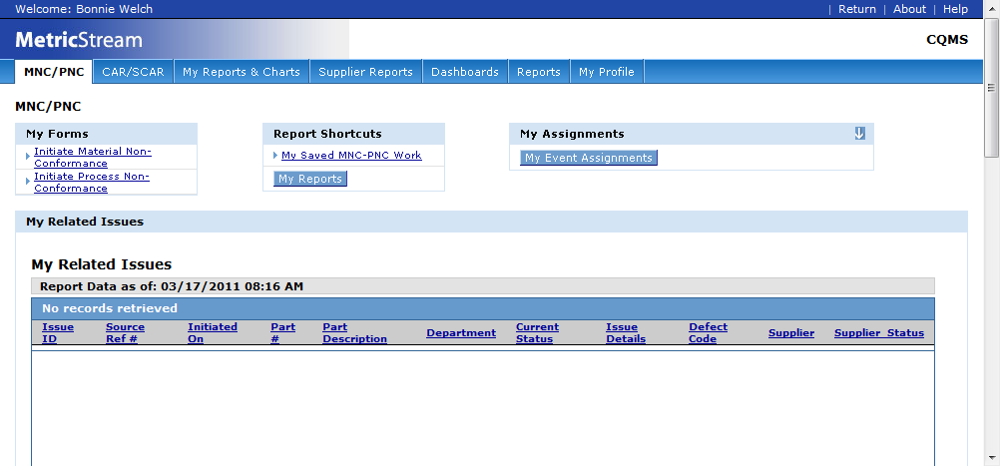 Welcome: Bonnie Welch | Return | About | Help
MetricStream CQMS
MNC/PNC CAR/SCAR My Reports & Charts Supplier Reports Dashboards Reports My Profile
MNC/PNC
My Forms
Initiate Material Non-
Conformance
Initiate Process Non-
Conformance
Report Shortcuts
My Saved MNC-PNC Work
My Reports
My Assignments
My Event Assignments
My Related Issues
My Related Issues
Report Data as of: 03/17/2011 08:16 AM
No records retrieved
Issue ID Source Ref # Initiated On Part # Part Description Department Current Status Issue Details Defect Code Supplier Supplier_Status